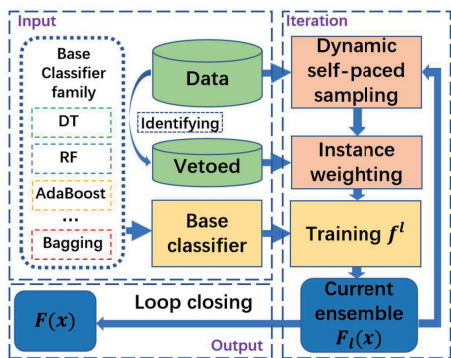 Input
Iteration
Base
Classifier
family
DT
RF
AdaBoost
...
Bagging
Data
Identifying
Vetoed
Base
classifier
Dynamic
self-paced
sampling
Instance
weighting
Training f^l
Current
ensemble
F_l(x)
Loop closing
F(x)
Output